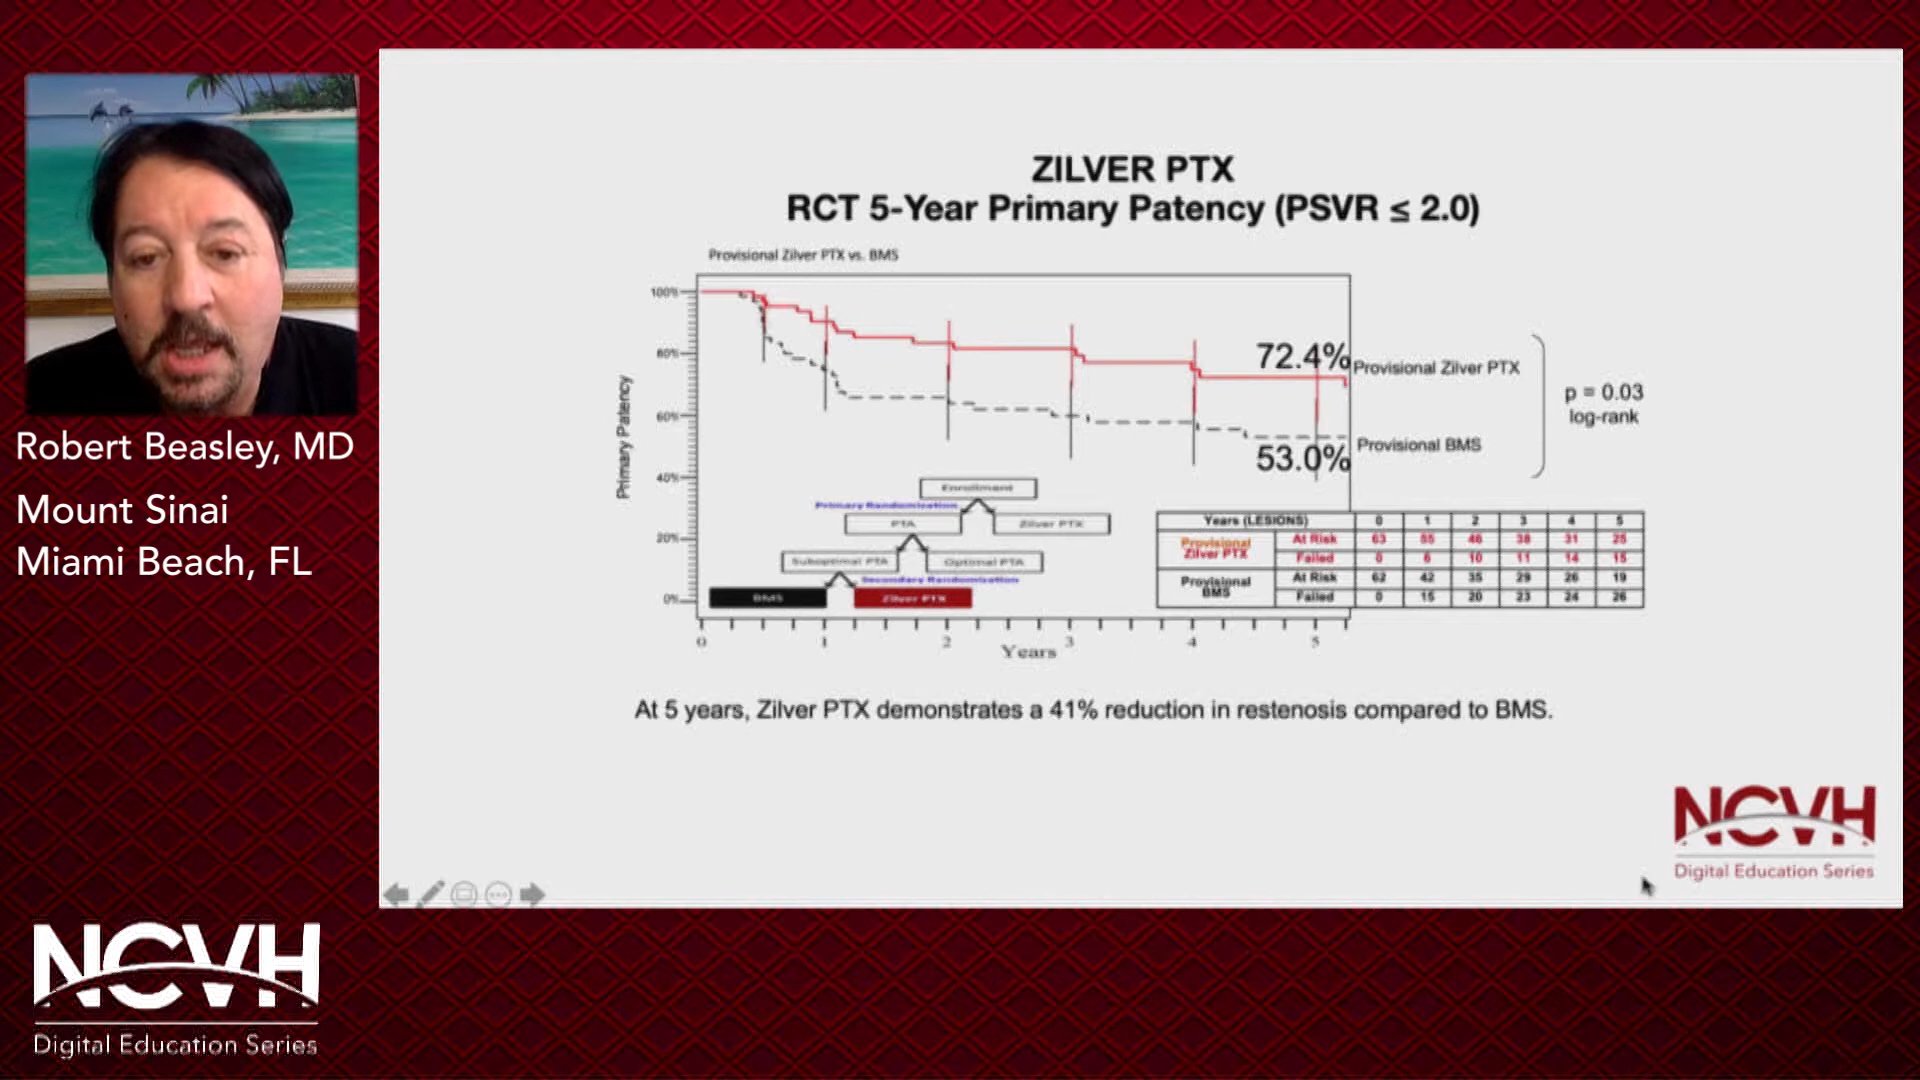 Robert Beasley, MD
Mount Sinai
Miami Beach, FL
NCVH
Digital Education Series
ZILVER PTX
RCT 5-Year Primary Patency (PSVR ≤ 2.0)
Provisional Zilver PTX vs. BMS
Primary Patency
100%
80%
60%
40%
20%
0%
72.4%
Provisional Zilver PTX
53.0%
Provisional BMS
p = 0.03
log-rank
Enrollment
Primary Randomization
PTA
Zilver PTX
Suboptimal PTA
Optimal PTA
Secondary Randomization
BMS
Zilver PTX
0 1 2 3 4 5
Years
Years (LESIONS) 0 1 2 3 4 5
Provisional Zilver PTX
At Risk 63 55 46 38 31 25
Failed 0 6 10 11 14 15
Provisional BMS
At Risk 62 42 35 29 26 19
Failed 0 15 20 23 24 26
At 5 years, Zilver PTX demonstrates a 41% reduction in restenosis compared to BMS.
NCVH
Digital Education Series